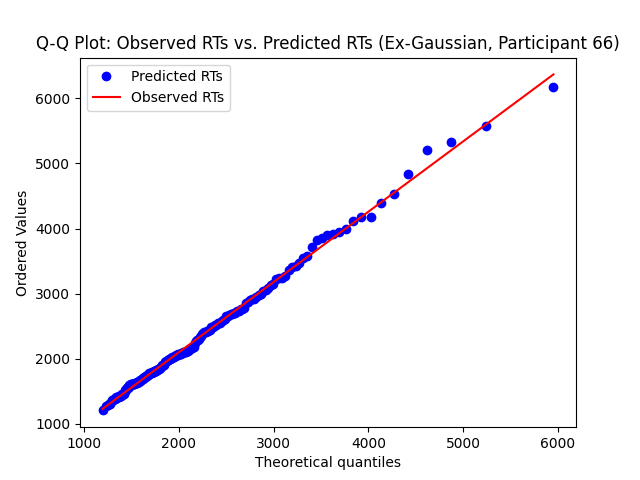 Q-Q Plot: Observed RTs vs. Predicted RTs (Ex-Gaussian, Participant 66)
Predicted RTs
Observed RTs
Ordered Values
6000
5000
4000
3000
2000
1000
1000 2000 3000 4000 5000 6000
Theoretical quantiles